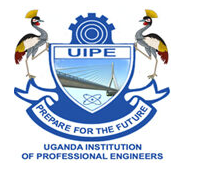 UIPE
PREPARE FOR THE FUTURE
UGANDA INSTITUTION
OF PROFESSIONAL ENGINEERS